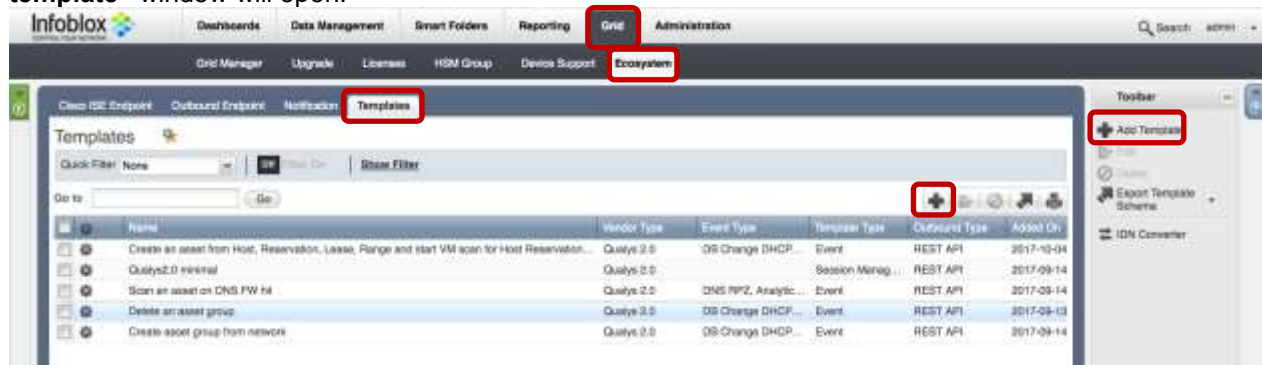 template" window will open.
Infoblox
CONTROL YOUR NETWORK
Dashboards Data Management Smart Folders Reporting Grid Administration
Search admin
Grid Manager Upgrade Licenses HSM Group Device Support Ecosystem
Cisco ISE Endpoint Outbound Endpoint Notification Templates
Toolbar
Templates
Add Template
Quick Filter None Off Filter On Show Filter
Edit
Delete
Go to Go
Export Template Schema
Name Vendor Type Event Type Template Type Outbound Type Added On
IDN Converter
Create an asset from Host, Reservation, Lease, Range and start VM scan for Host Reservation... Qualys 2.0 DB Change DHCP... Event REST API 2017-10-04
Qualys2.0 minimal Qualys 2.0 Session Manag... REST API 2017-09-14
Scan an asset on DNS FW hit Qualys 2.0 DNS RPZ, Analytic... Event REST API 2017-09-14
Delete an asset group Qualys 2.0 DB Change DHCP... Event REST API 2017-09-13
Create asset group from network Qualys 2.0 DB Change DHCP... Event REST API 2017-09-14